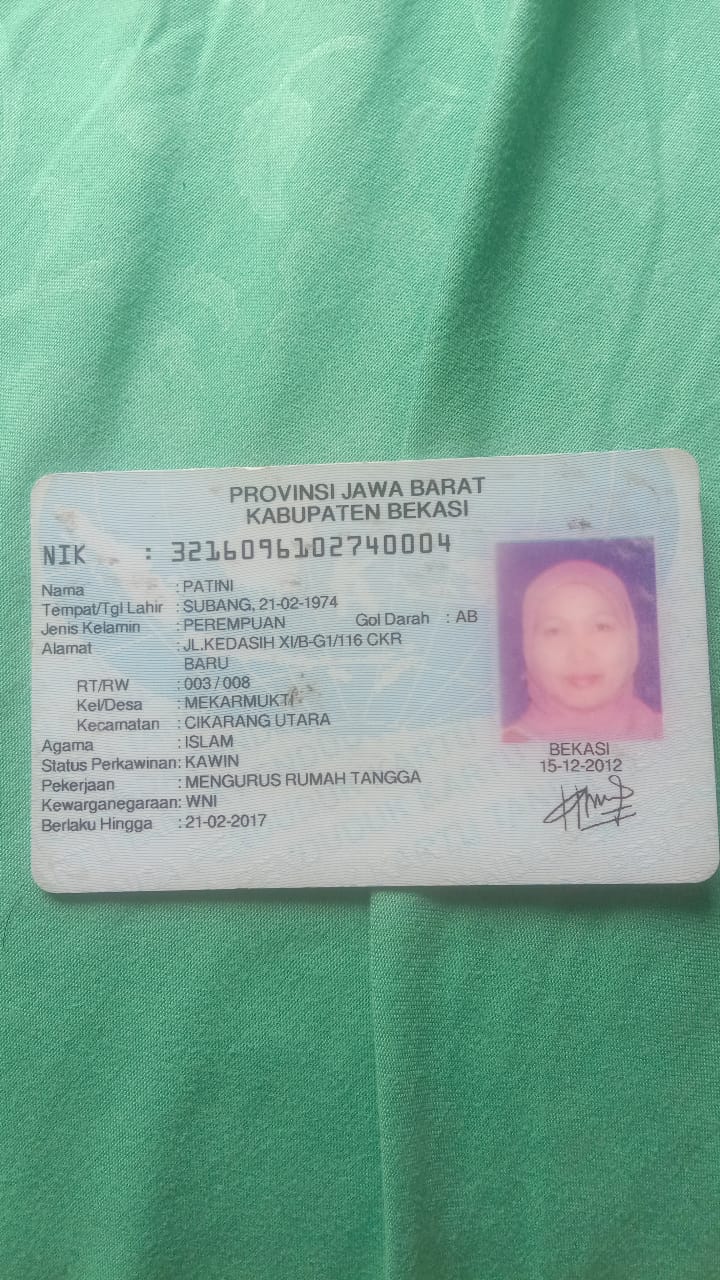 PROVINSI JAWA BARAT
KABUPATEN BEKASI
NIK : 3216096102740004
Nama : PATINI
Tempat/Tgl Lahir : SUBANG, 21-02-1974
Jenis Kelamin : PEREMPUAN Gol Darah : AB
Alamat : JL.KEDASIH XI/B-G1/116 CKR
BARU
RT/RW : 003 / 008
Kel/Desa : MEKARMUKTI
Kecamatan : CIKARANG UTARA
Agama : ISLAM
Status Perkawinan: KAWIN
Pekerjaan : MENGURUS RUMAH TANGGA
Kewarganegaraan: WNI
Berlaku Hingga : 21-02-2017
BEKASI
15-12-2012